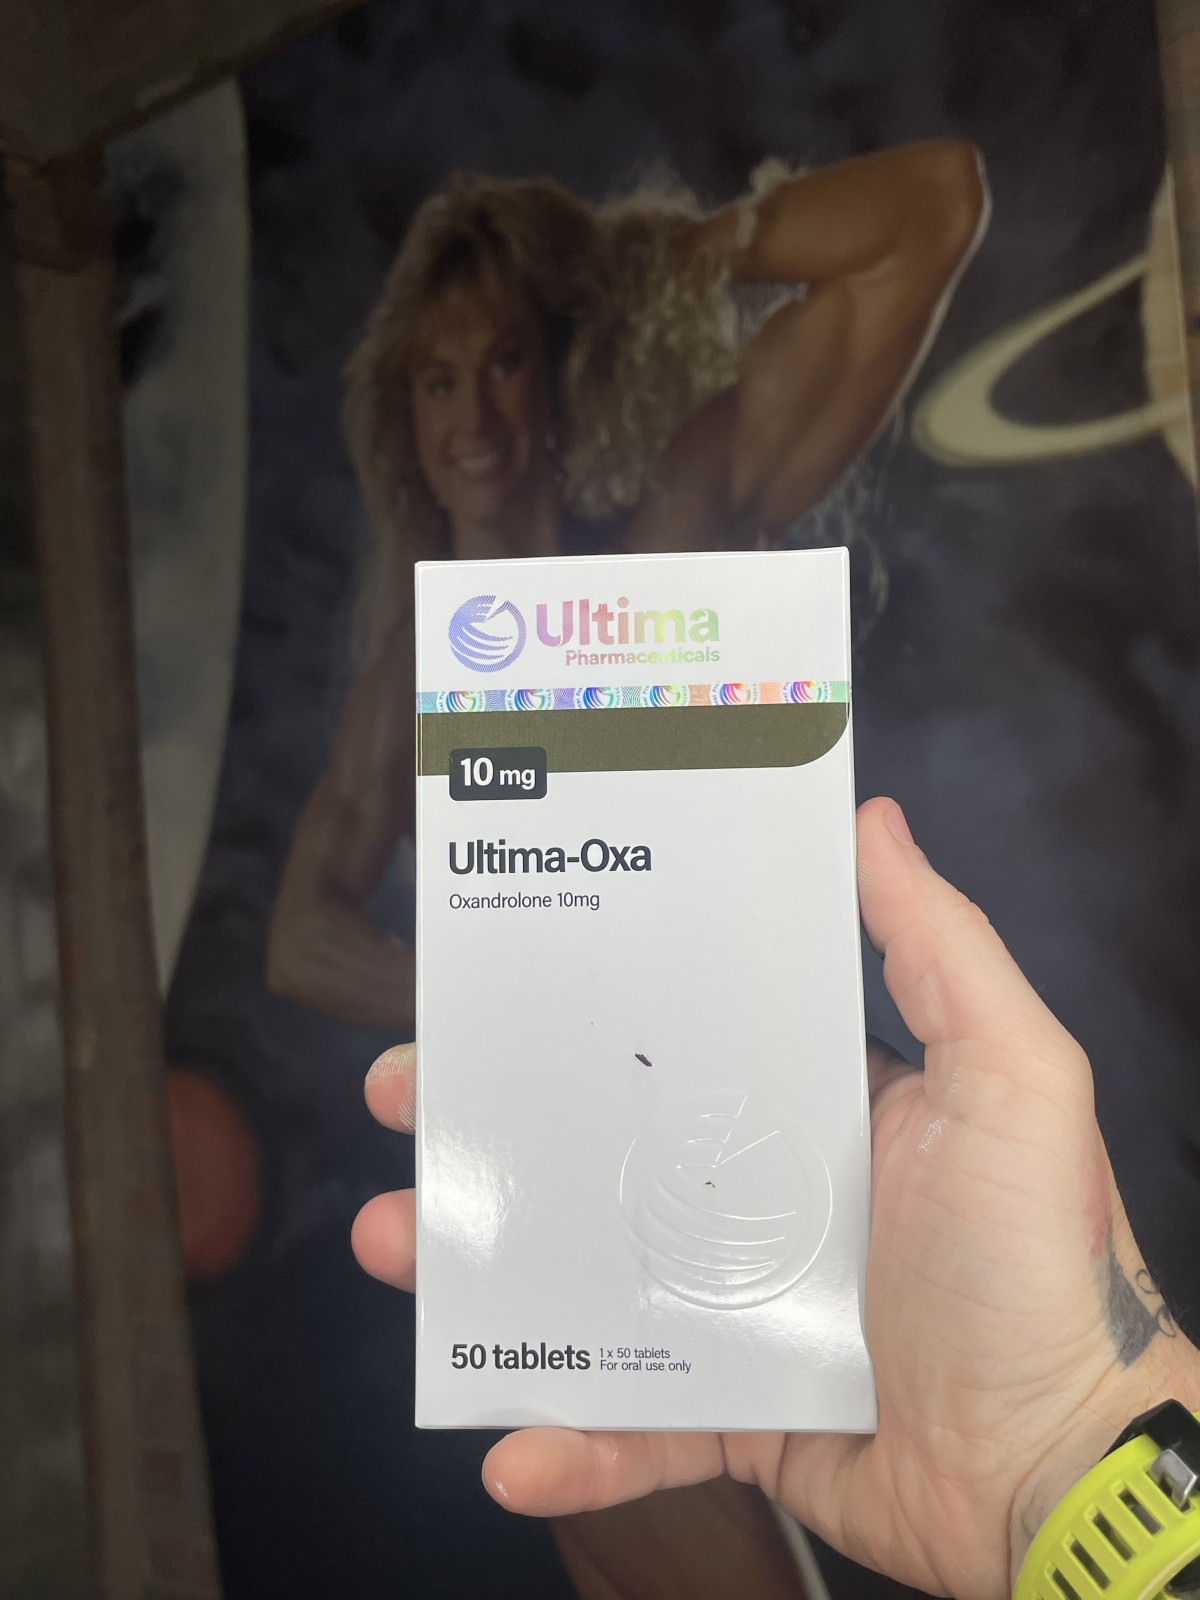 Ultima
Pharmaceuticals
10 mg
Ultima-Oxa
Oxandrolone 10mg
50 tablets
1 x 50 tablets
For oral use only